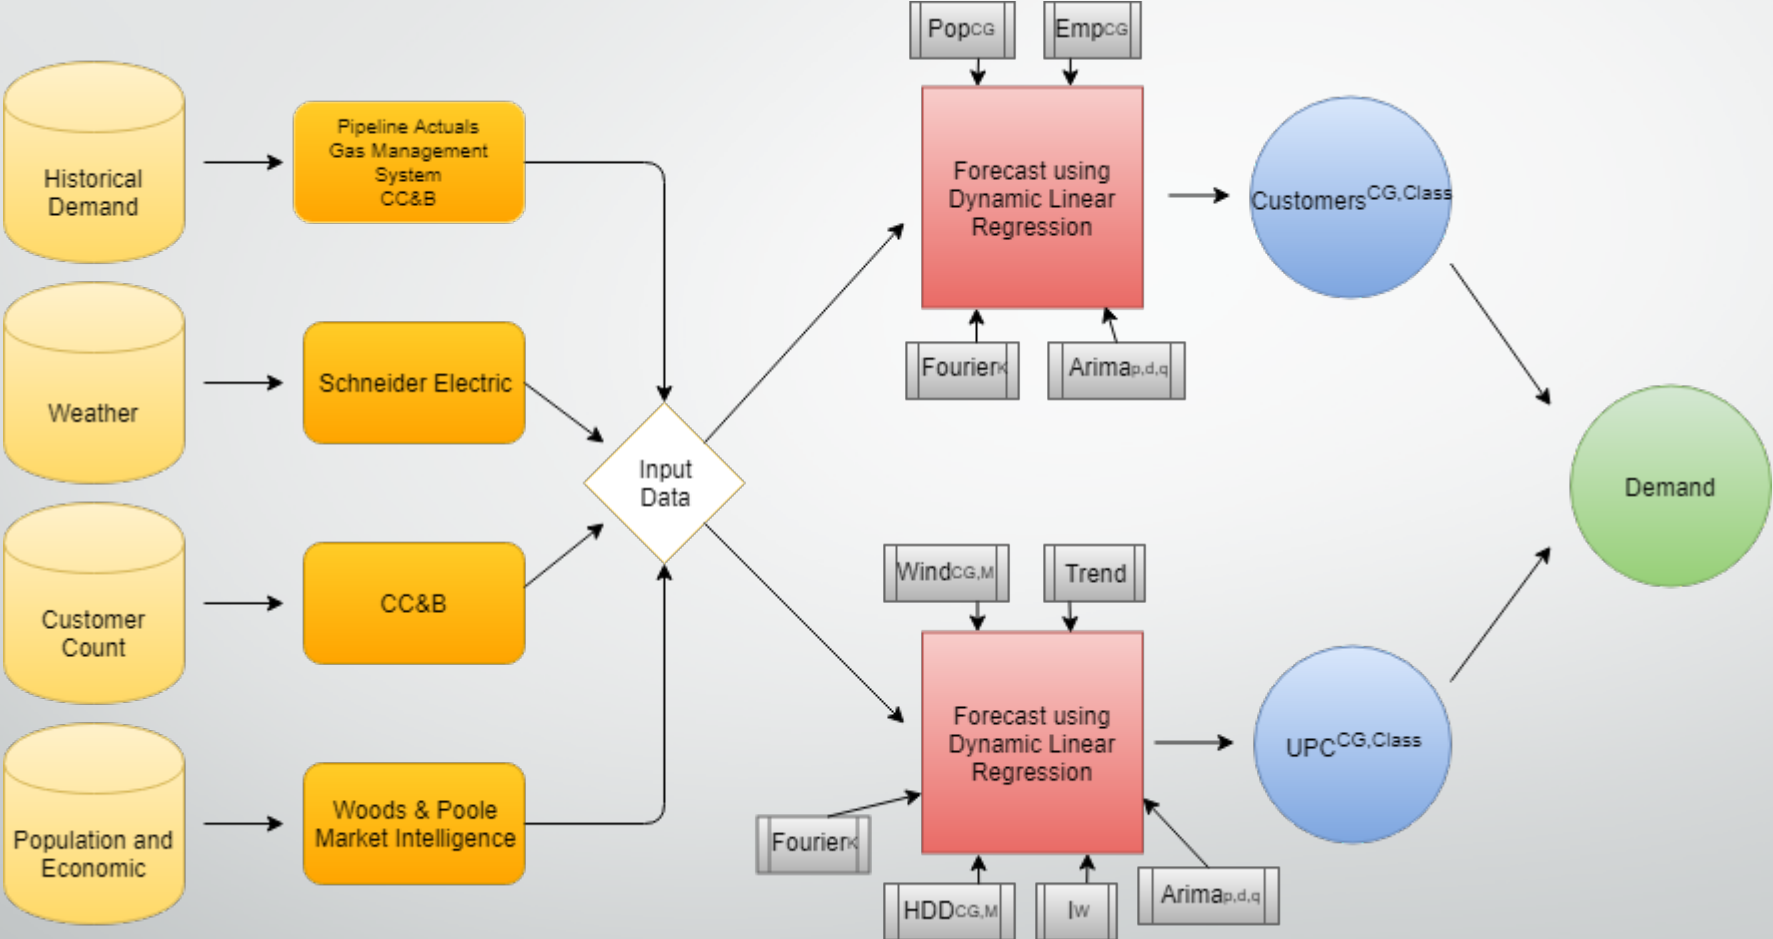 Historical
Demand
Weather
Customer
Count
Population and
Economic
Pipeline Actuals
Gas Management
System
CC&B
Schneider Electric
CC&B
Woods & Poole
Market Intelligence
Input
Data
PopCG
EmpCG
Forecast using
Dynamic Linear
Regression
FourierK
Arimap,d,q
WindCG,M
Trend
Forecast using
Dynamic Linear
Regression
FourierK
HDDCG,M
IW
Arimap,d,q
CustomersCG,Class
UPCCG,Class
Demand